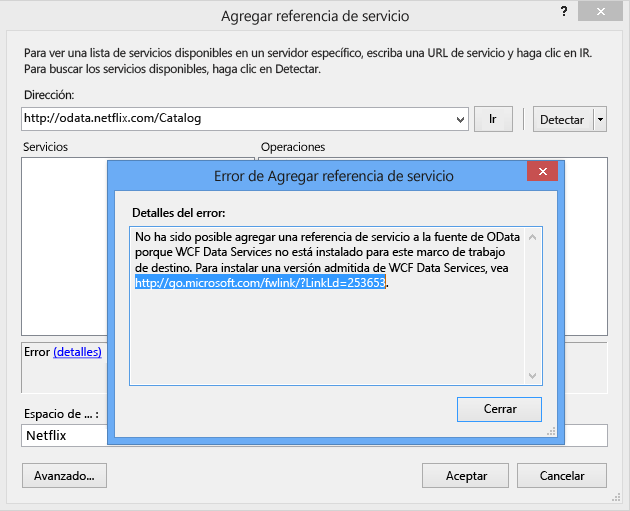 Agregar referencia de servicio
?
Para ver una lista de servicios disponibles en un servidor específico, escriba una URL de servicio y haga clic en IR.
Para buscar los servicios disponibles, haga clic en Detectar.
Dirección:
http://odata.netflix.com/Catalog
Ir
Detectar
Servicios
Operaciones
Error de Agregar referencia de servicio
Detalles del error:
No ha sido posible agregar una referencia de servicio a la fuente de OData
porque WCF Data Services no está instalado para este marco de trabajo
de destino. Para instalar una versión admitida de WCF Data Services, vea
http://go.microsoft.com/fwlink/?LinkLd=253653.
Cerrar
Error (detalles)
Espacio de ... :
Netflix
Avanzado...
Aceptar
Cancelar